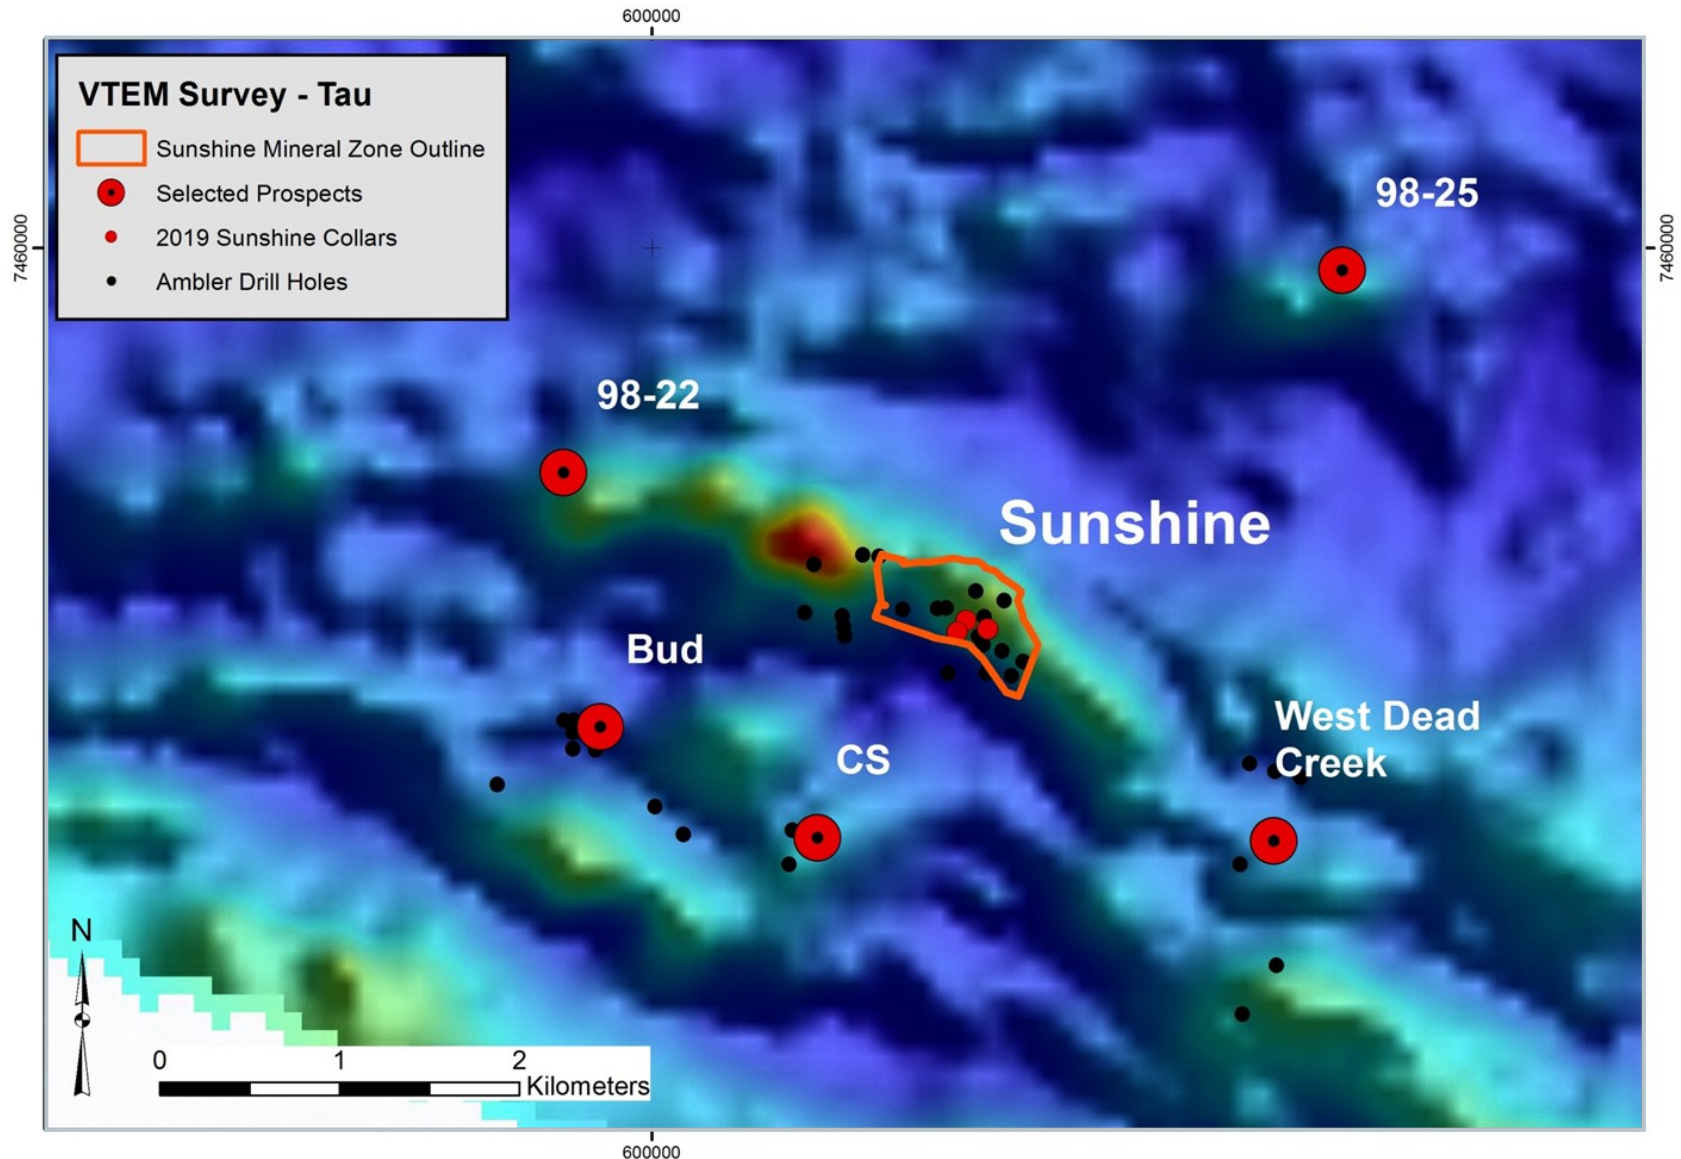 600000
VTEM Survey - Tau
Sunshine Mineral Zone Outline
Selected Prospects
2019 Sunshine Collars
Ambler Drill Holes
7460000
7460000
98-25
98-22
Sunshine
Bud
CS
West Dead
Creek
N
0 1 2
Kilometers
600000